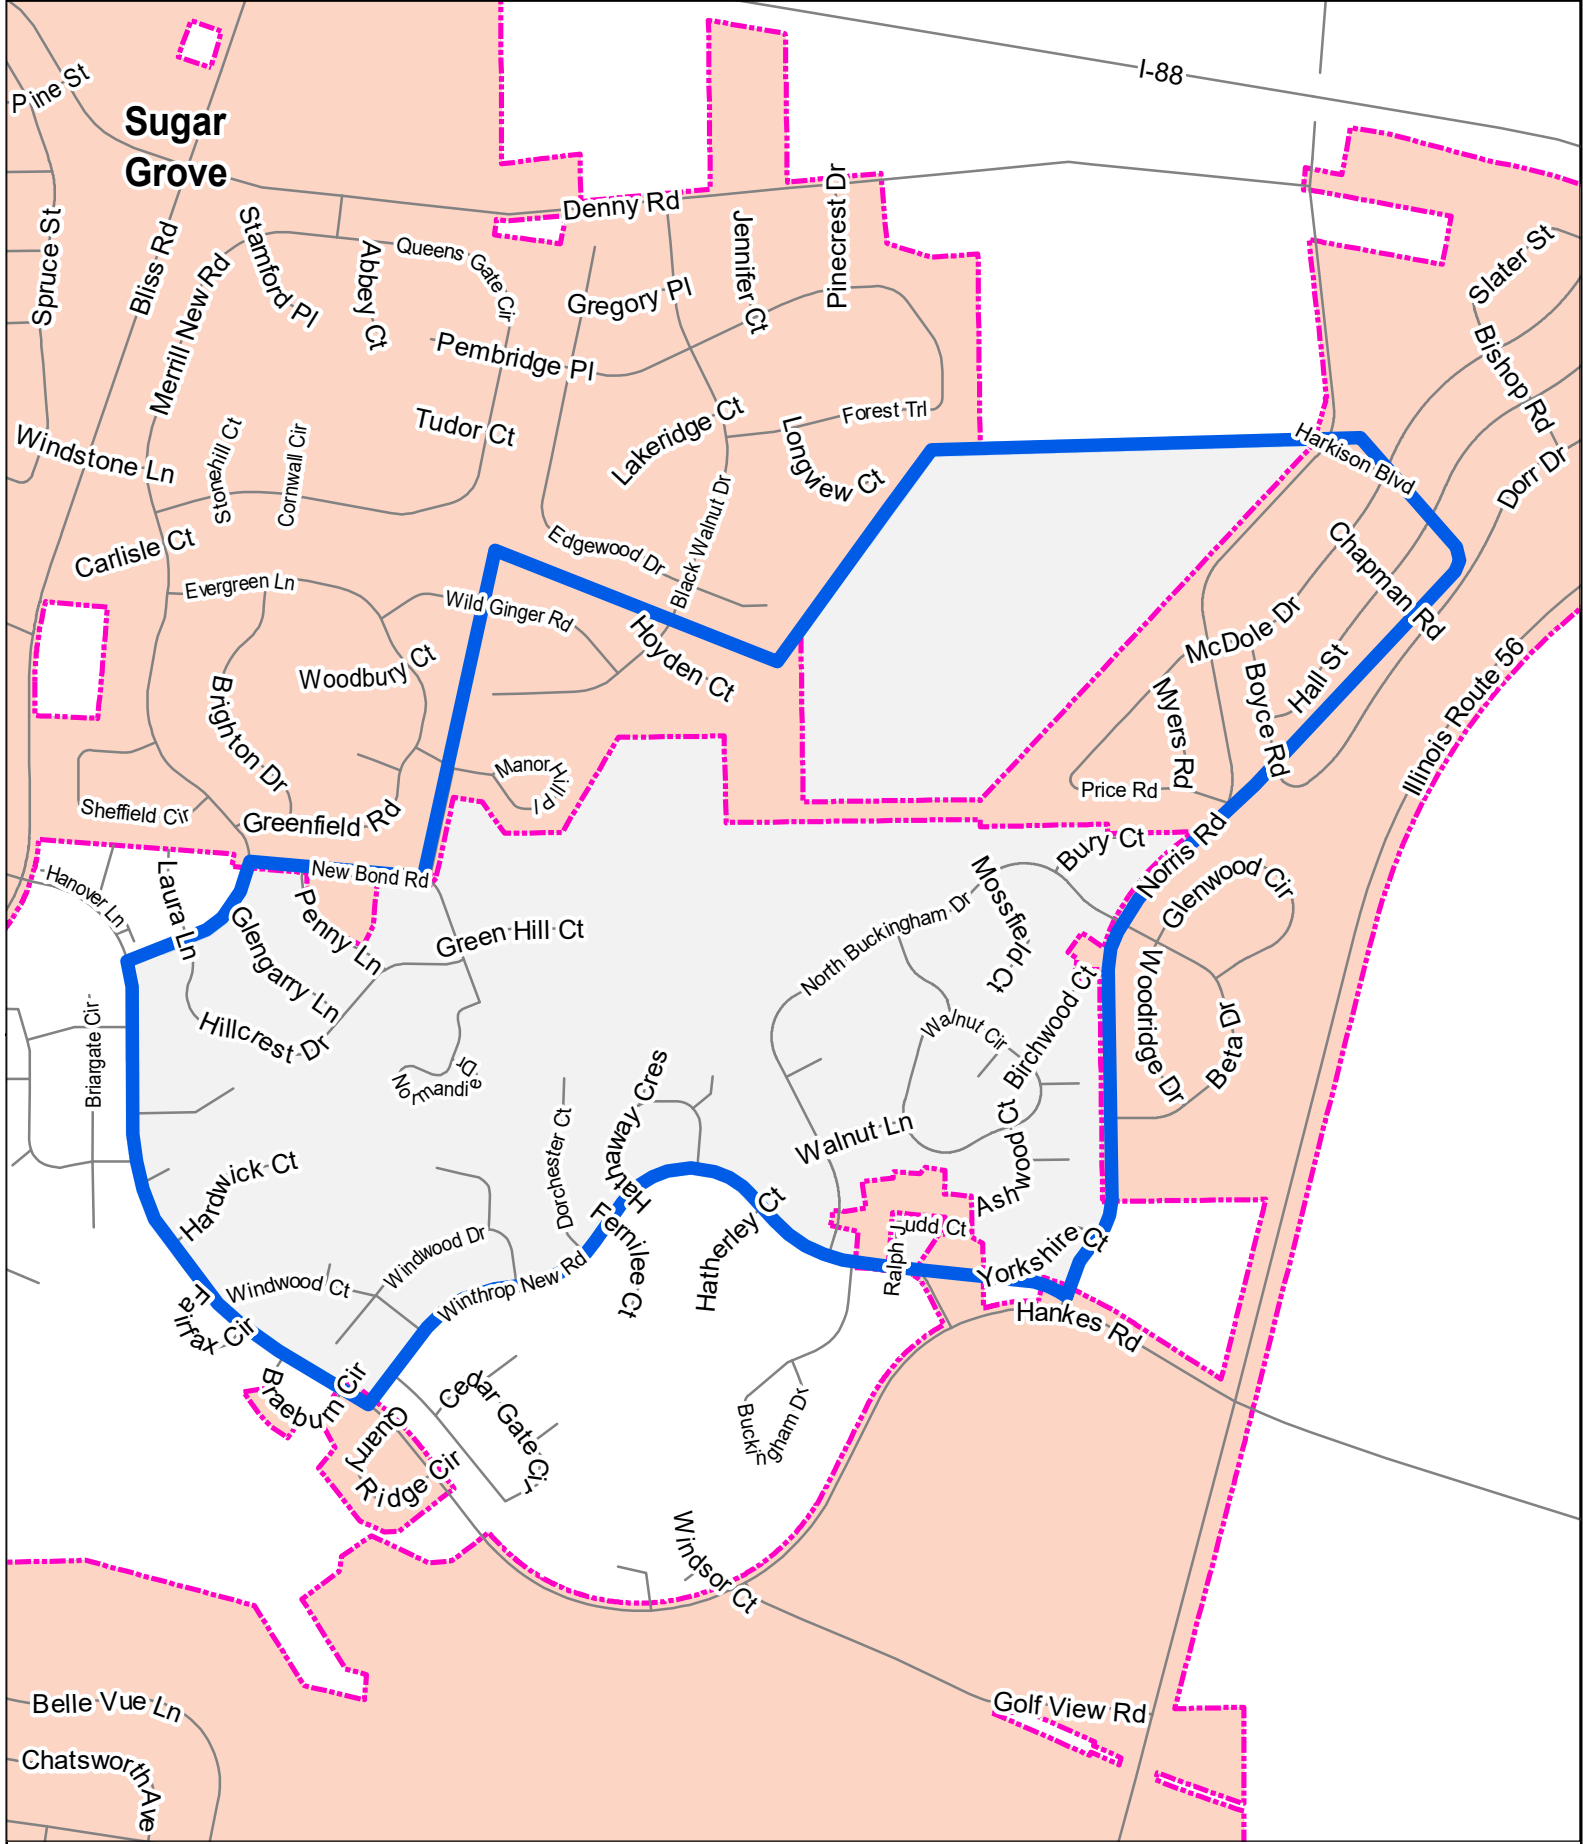 I-88
Pine St
Sugar
Grove
Denny Rd
Pinecrest Dr
Jennifer Ct
Spruce St
Bliss Rd
Stamford Pl
Abbey Ct
Queens Gate Cir
Merrill New Rd
Gregory Pl
Slater St
Pembridge Pl
Bishop Rd
Tudor Ct
Lakeridge Ct
Forest Trl
Longview Ct
Windstone Ln
Stonehill Ct
Cornwall Cir
Harkison Blvd
Dorr Dr
Black Walnut Dr
Carlisle Ct
Edgewood Dr
Chapman Rd
Evergreen Ln
Wild Ginger Rd
Hoyden Ct
McDole Dr
Woodbury Ct
Hall St
Boyce Rd
Myers Rd
Illinois Route 56
Brighton Dr
Manor Hill Pl
Price Rd
Sheffield Cir
Greenfield Rd
Bury Ct
Norris Rd
New Bond Rd
Hanover Ln
Laura Ln
Penny Ln
Glengarry Ln
Mossfield Ct
Glenwood Cir
Green Hill Ct
North Buckingham Dr
Woodridge Dr
Birchwood Ct
Hillcrest Dr
Walnut Cir
Beta Dr
Briargate Cir
Normandie Dr
Hathaway Cres
Dorchester Ct
Walnut Ln
Ashwood Ct
Hardwick Ct
Fernilee Ct
Hatherley Ct
Judd Ct
Ralph J
Yorkshire Ct
Windwood Dr
Windwood Ct
Winthrop New Rd
Fairfax Cir
Hankes Rd
Braeburn Cir
Cedar Gate Cir
Quarry Ridge Cir
Buckingham Dr
Windsor Ct
Golf View Rd
Belle Vue Ln
Chatsworth Ave